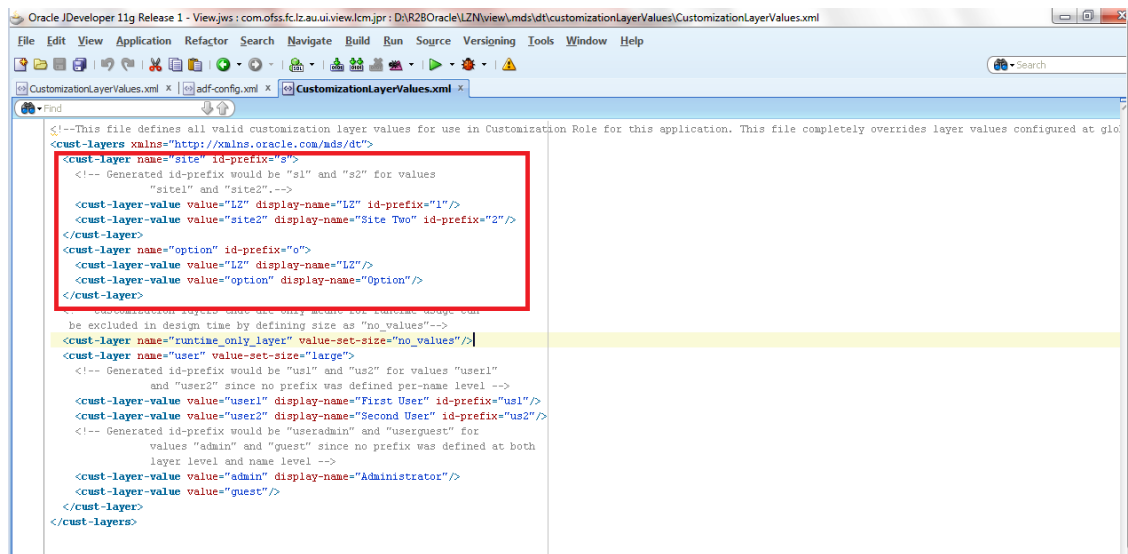 Oracle JDeveloper 11g Release 1 - View.jws : com.ofss.fc.lz.au.ui.view.lcm.jpr : D:\R2BOracle\LZN\view\.mds\dt\customizationLayerValues\CustomizationLayerValues.xml
File Edit View Application Refactor Search Navigate Build Run Source Versioning Tools Window Help
Search
CustomizationLayerValues.xml x adf-config.xml x CustomizationLayerValues.xml x
Find
<!--This file defines all valid customization layer values for use in Customization Role for this application. This file completely overrides layer values configured at glo
<cust-layers xmlns="http://xmlns.oracle.com/mds/dt">
<cust-layer name="site" id-prefix="s">
<!-- Generated id-prefix would be "s1" and "s2" for values
"site1" and "site2".-->
<cust-layer-value value="LZ" display-name="LZ" id-prefix="1"/>
<cust-layer-value value="site2" display-name="Site Two" id-prefix="2"/>
</cust-layer>
<cust-layer name="option" id-prefix="o">
<cust-layer-value value="LZ" display-name="LZ"/>
<cust-layer-value value="option" display-name="Option"/>
</cust-layer>
<!-- Customization layers that are only meant for runtime usage can
be excluded in design time by defining size as "no_values"-->
<cust-layer name="runtime_only_layer" value-set-size="no_values"/>
<cust-layer name="user" value-set-size="large">
<!-- Generated id-prefix would be "us1" and "us2" for values "user1"
and "user2" since no prefix was defined per-name level -->
<cust-layer-value value="user1" display-name="First User" id-prefix="us1"/>
<cust-layer-value value="user2" display-name="Second User" id-prefix="us2"/>
<!-- Generated id-prefix would be "useradmin" and "userguest" for
values "admin" and "guest" since no prefix was defined at both
layer level and name level -->
<cust-layer-value value="admin" display-name="Administrator"/>
<cust-layer-value value="guest"/>
</cust-layer>
</cust-layers>